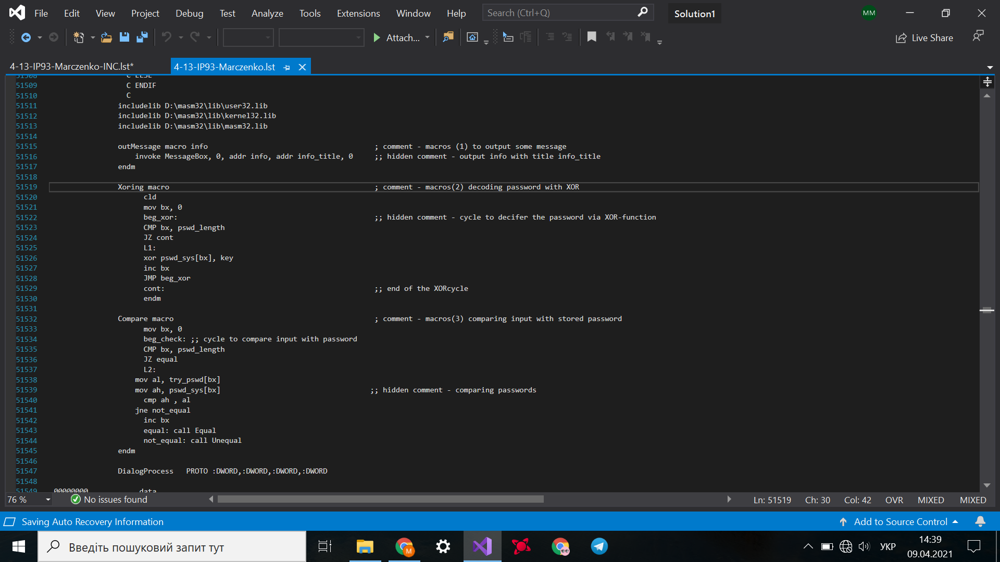 File Edit View Project Debug Test Analyze Tools Extensions Window Help Search (Ctrl+Q) Solution1 MM
Attach... Live Share
4-13-IP93-Marczenko-INC.lst* 4-13-IP93-Marczenko.lst
51508 C ELSE
51509 C ENDIF
51510 C
51511 includelib D:\masm32\lib\user32.lib
51512 includelib D:\masm32\lib\kernel32.lib
51513 includelib D:\masm32\lib\masm32.lib
51514
51515 outMessage macro info ; comment - macros (1) to output some message
51516 invoke MessageBox, 0, addr info, addr info_title, 0 ;; hidden comment - output info with title info_title
51517 endm
51518
51519 Xoring macro ; comment - macros(2) decoding password with XOR
51520 cld
51521 mov bx, 0
51522 beg_xor: ;; hidden comment - cycle to decifer the password via XOR-function
51523 CMP bx, pswd_length
51524 JZ cont
51525 L1:
51526 xor pswd_sys[bx], key
51527 inc bx
51528 JMP beg_xor
51529 cont: ;; end of the XORcycle
51530 endm
51531
51532 Compare macro ; comment - macros(3) comparing input with stored password
51533 mov bx, 0
51534 beg_check: ;; cycle to compare input with password
51535 CMP bx, pswd_length
51536 JZ equal
51537 L2:
51538 mov al, try_pswd[bx]
51539 mov ah, pswd_sys[bx] ;; hidden comment - comparing passwords
51540 cmp ah , al
51541 jne not_equal
51542 inc bx
51543 equal: call Equal
51544 not_equal: call Unequal
51545 endm
51546
51547 DialogProcess PROTO :DWORD,:DWORD,:DWORD,:DWORD
51548
51549 00000000 data
76 % No issues found Ln: 51519 Ch: 30 Col: 42 OVR MIXED MIXED
Saving Auto Recovery Information Add to Source Control
Введіть пошуковий запит тут УКР 14:39
09.04.2021